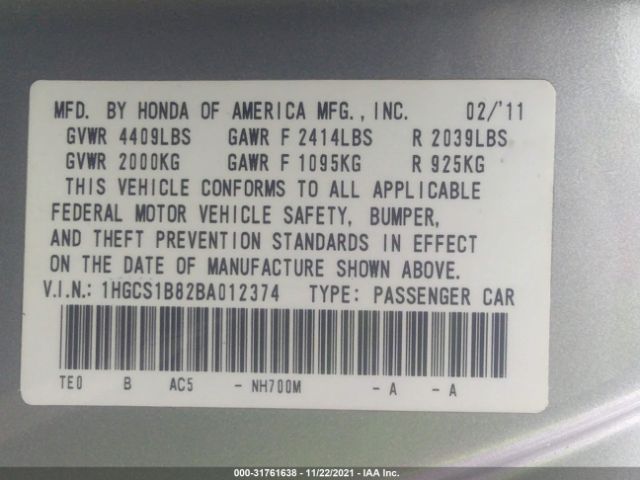 MFD. BY HONDA OF AMERICA MFG., INC. 02/'11
GVWR 4409LBS GAWR F 2414LBS R 2039LBS
GVWR 2000KG GAWR F 1095KG R 925KG
THIS VEHICLE CONFORMS TO ALL APPLICABLE
FEDERAL MOTOR VEHICLE SAFETY, BUMPER,
AND THEFT PREVENTION STANDARDS IN EFFECT
ON THE DATE OF MANUFACTURE SHOWN ABOVE.
V.I.N.: 1HGCS1B82BA012374 TYPE: PASSENGER CAR
TE0 B AC5 - NH700M - A - A
000-31761638 - 11/22/2021 - IAA Inc.